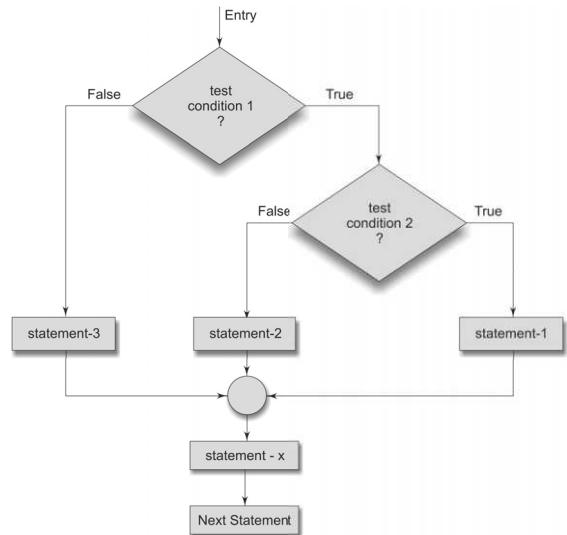 Entry
test
condition 1
?
False
True
test
condition 2
?
False
True
statement-3
statement-2
statement-1
statement - x
Next Statement